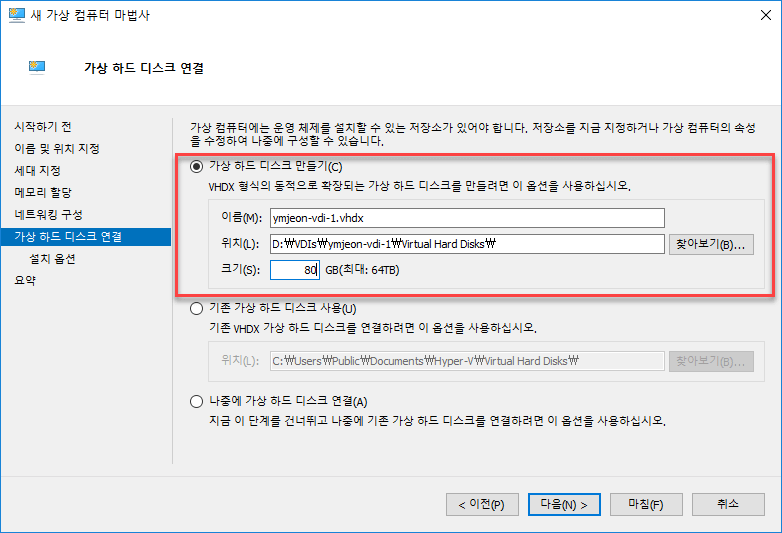 새 가상 컴퓨터 마법사
가상 하드 디스크 연결
시작하기 전
이름 및 위치 지정
세대 지정
메모리 할당
네트워킹 구성
가상 하드 디스크 연결
설치 옵션
요약
가상 컴퓨터에는 운영 체제를 설치할 수 있는 저장소가 있어야 합니다. 저장소를 지금 지정하거나 가상 컴퓨터의 속성
을 수정하여 나중에 구성할 수 있습니다.
가상 하드 디스크 만들기(C)
VHDX 형식의 동적으로 확장되는 가상 하드 디스크를 만들려면 이 옵션을 사용하십시오.
이름(M): ymjeon-vdi-1.vhdx
위치(L): D:₩VDIs₩ymjeon-vdi-1₩Virtual Hard Disks₩ 찾아보기(B)...
크기(S): 80 GB(최대: 64TB)
기존 가상 하드 디스크 사용(U)
기존 VHDX 가상 하드 디스크를 연결하려면 이 옵션을 사용하십시오.
위치(L): C:₩Users₩Public₩Documents₩Hyper-V₩Virtual Hard Disks₩ 찾아보기(B)...
나중에 가상 하드 디스크 연결(A)
지금 이 단계를 건너뛰고 나중에 기존 가상 하드 디스크를 연결하려면 이 옵션을 사용하십시오.
< 이전(P) 다음(N) > 마침(F) 취소